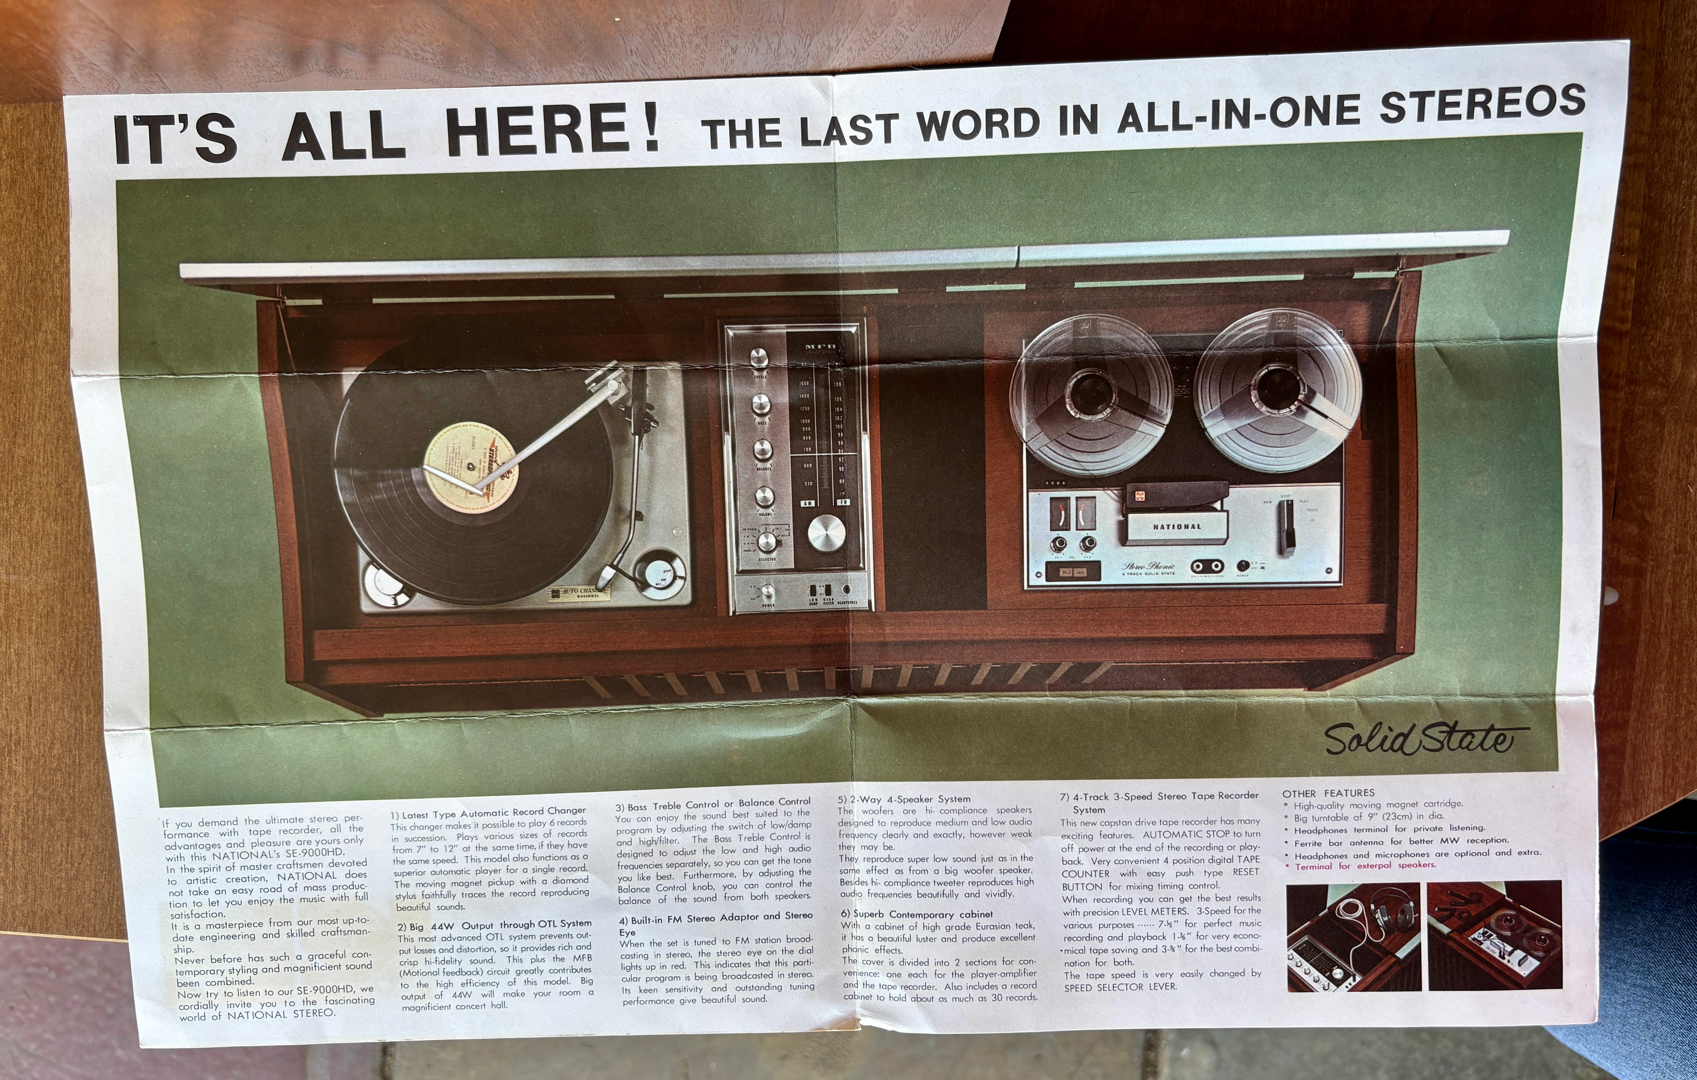 IT'S ALL HERE! THE LAST WORD IN ALL-IN-ONE STEREOS
MFB
TREBLE
BASS
BALANCE
VOLUME
SELECTOR
POWER
AM
FM
HEADPHONES
AUTO CHANGER
NATIONAL
NATIONAL
Stereo Phonic
4 TRACK SOLID STATE
Solid State
If you demand the ultimate stereo per-
formance with tape recorder, all the
advantages and pleasure are yours only
with this NATIONAL's SE-9000HD.
In the spirit of master craftsmen devoted
to artistic creation, NATIONAL does
not take an easy road of mass produc-
tion to let you enjoy the music with full
satisfaction.
It is a masterpiece from our most up-to-
date engineering and skilled craftsman-
ship.
Never before has such a graceful con-
temporary styling and magnificent sound
been combined.
Now try to listen to our SE-9000HD, we
cordially invite you to the fascinating
world of NATIONAL STEREO.
1) Latest Type Automatic Record Changer
This changer makes it possible to play 6 records
in succession. Plays various sizes of records
from 7" to 12" at the same time, if they have
the same speed. This model also functions as a
superior automatic player for a single record.
The moving magnet pickup with a diamond
stylus faithfully traces the record reproducing
beautiful sounds.
2) Big 44W Output through OTL System
This most advanced OTL system prevents out-
put losses and distortion, so it provides rich and
crisp hi-fidelity sound. This plus the MFB
(Motional feedback) circuit greatly contributes
to the high efficiency of this model. Big
output of 44W will make your room a
magnificent concert hall.
3) Bass Treble Control or Balance Control
You can enjoy the sound best suited to the
program by adjusting the switch of low/damp
and high/filter. The Bass Treble Control is
designed to adjust the low and high audio
frequencies separately, so you can get the tone
you like best. Furthermore, by adjusting the
Balance Control knob, you can control the
balance of the sound from both speakers.
4) Built-in FM Stereo Adaptor and Stereo
Eye
When the set is tuned to FM station broad-
casting in stereo, the stereo eye on the dial
lights up in red. This indicates that this parti-
cular program is being broadcasted in stereo.
Its keen sensitivity and outstanding tuning
performance give beautiful sound.
5) 2-Way 4-Speaker System
The woofers are hi- compliance speakers
designed to reproduce medium and low audio
frequency clearly and exactly, however weak
they may be.
They reproduce super low sound just as in the
same effect as from a big woofer speaker.
Besides hi- compliance tweeter reproduces high
audio frequencies beautifully and vividly.
6) Superb Contemporary cabinet
With a cabinet of high grade Eurasian teak,
it has a beautiful luster and produce excellent
phonic effects.
The cover is divided into 2 sections for con-
venience: one each for the player-amplifier
and the tape recorder. Also includes a record
cabinet to hold about as much as 30 records.
7) 4-Track 3-Speed Stereo Tape Recorder
System
This new capstan drive tape recorder has many
exciting features. AUTOMATIC STOP to turn
off power at the end of the recording or play-
back. Very convenient 4 position digital TAPE
COUNTER with easy push type RESET
BUTTON for mixing timing control.
When recording you can get the best results
with precision LEVEL METERS. 3-Speed for the
various purposes ······ 7-½" for perfect music
recording and playback 1-⅞" for very econo-
mical tape saving and 3-¾" for the best combi-
nation for both.
The tape speed is very easily changed by
SPEED SELECTOR LEVER.
OTHER FEATURES
* High-quality moving magnet cartridge.
* Big turntable of 9" (23cm) in dia.
* Headphones terminal for private listening.
* Ferrite bar antenna for better MW reception.
* Headphones and microphones are optional and extra.
* Terminal for external speakers.